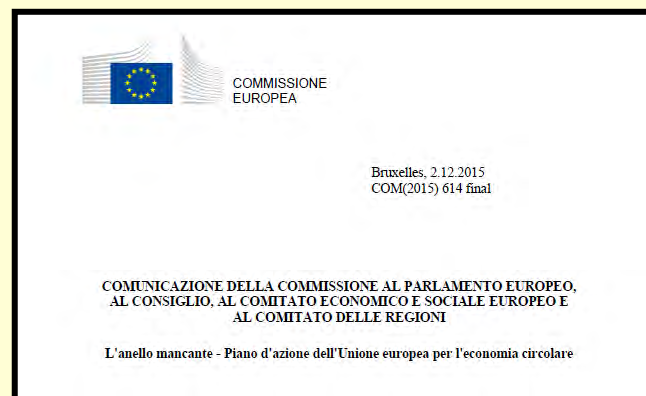 COMMISSIONE
EUROPEA
Bruxelles, 2.12.2015
COM(2015) 614 final
COMUNICAZIONE DELLA COMMISSIONE AL PARLAMENTO EUROPEO,
AL CONSIGLIO, AL COMITATO ECONOMICO E SOCIALE EUROPEO E
AL COMITATO DELLE REGIONI
L'anello mancante - Piano d'azione dell'Unione europea per l'economia circolare